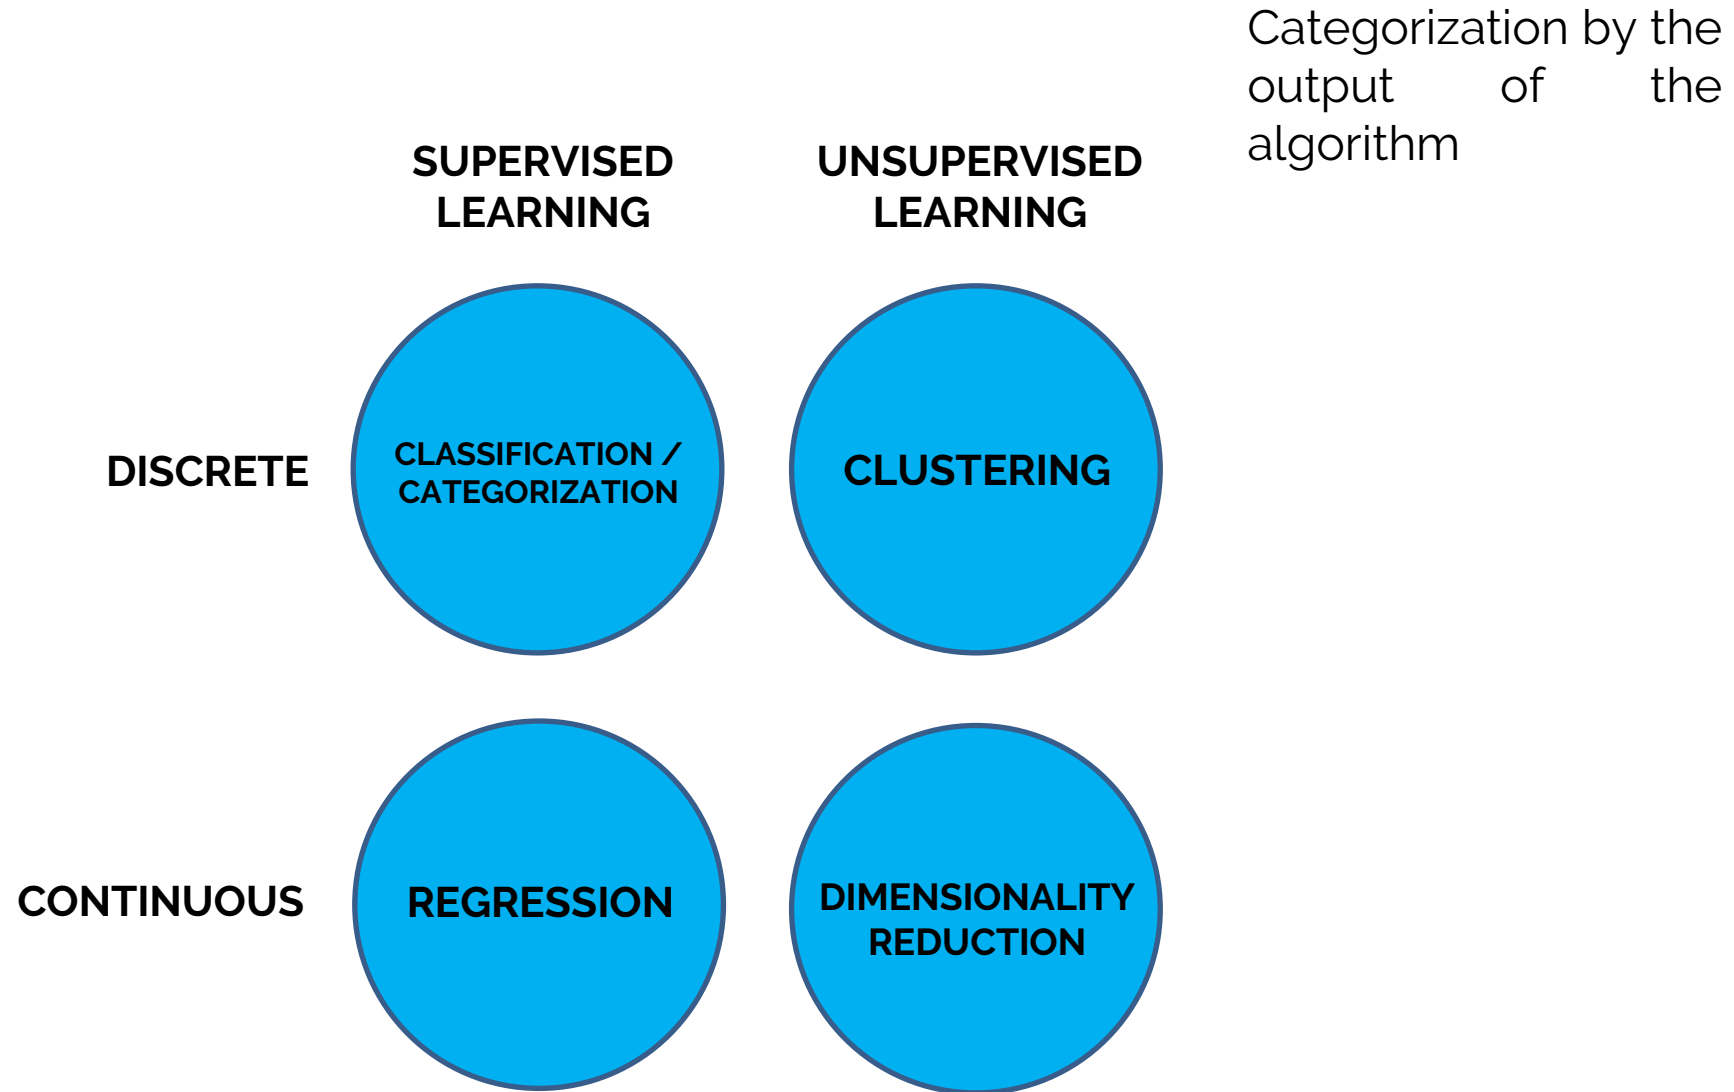 Categorization by the
output of the
algorithm
SUPERVISED
LEARNING
UNSUPERVISED
LEARNING
DISCRETE
CLASSIFICATION /
CATEGORIZATION
CLUSTERING
CONTINUOUS
REGRESSION
DIMENSIONALITY
REDUCTION